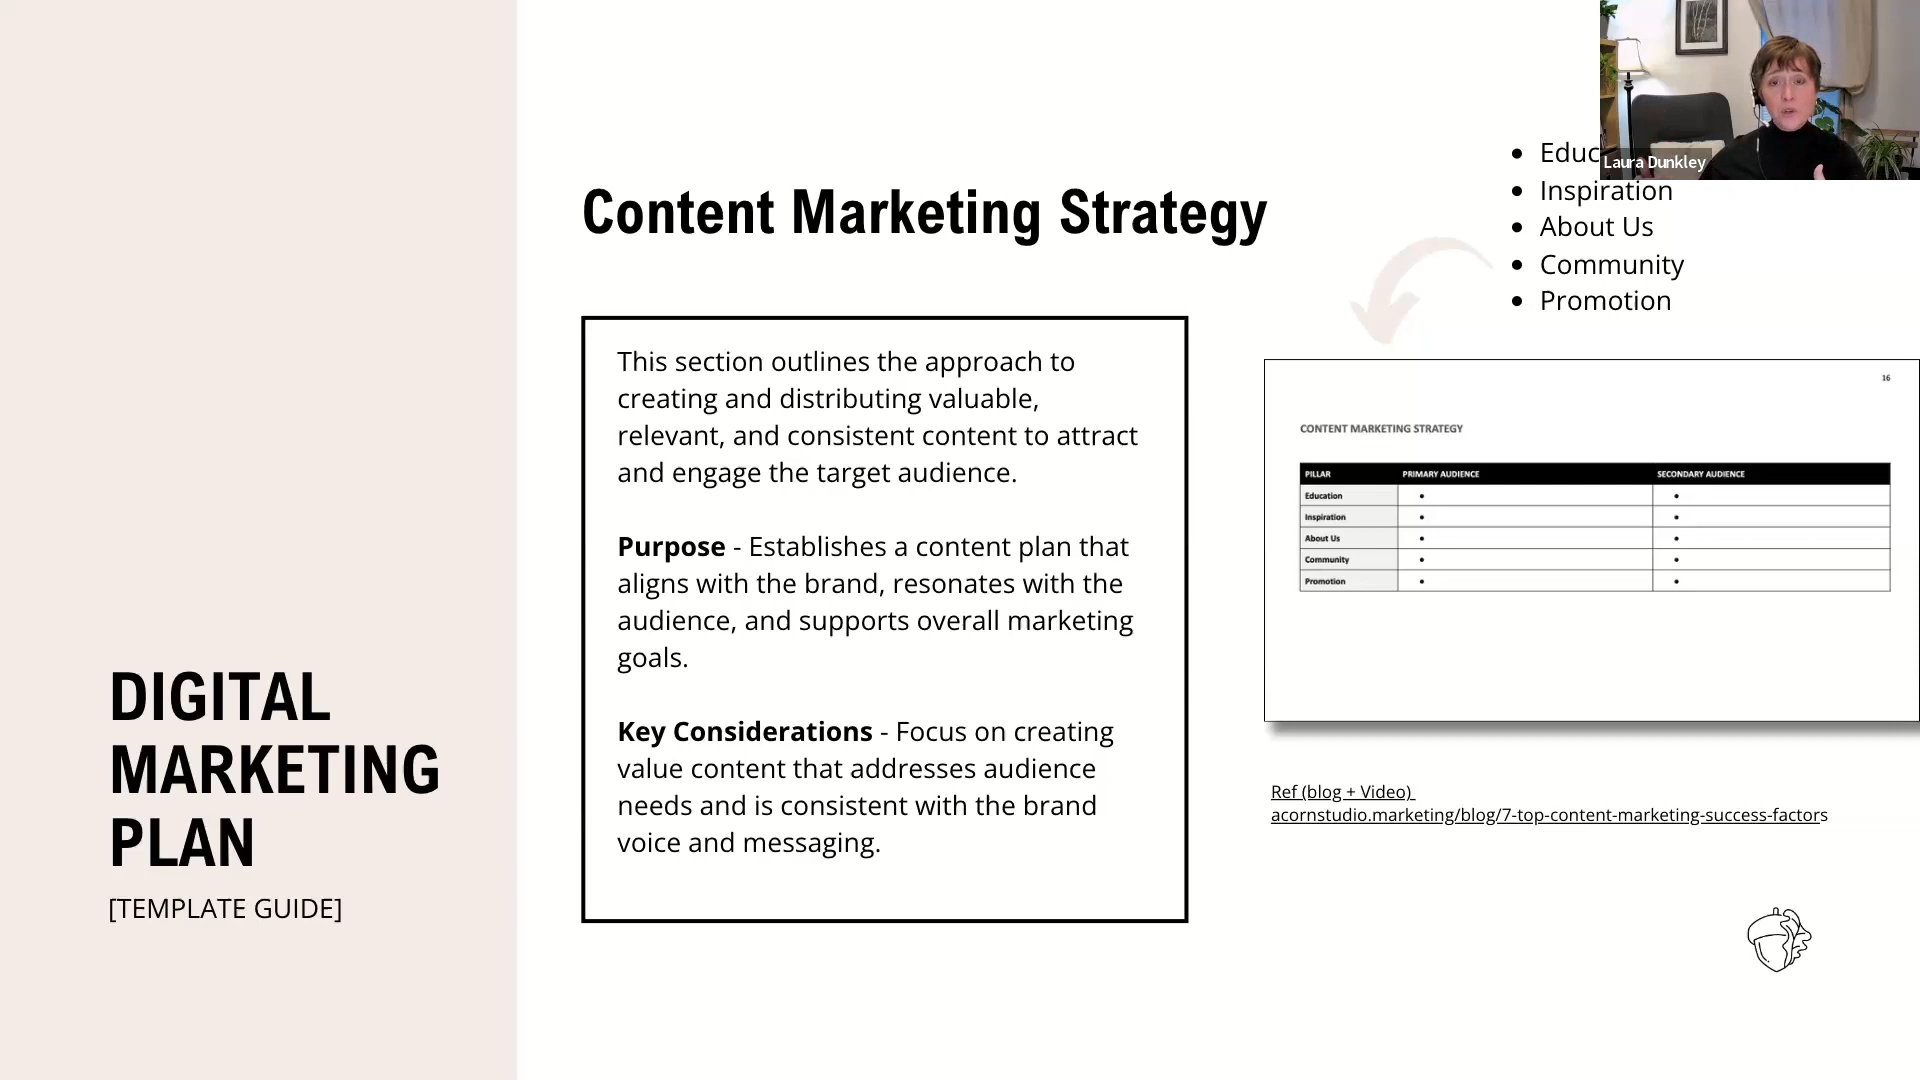 DIGITAL
MARKETING
PLAN
[TEMPLATE GUIDE]
Content Marketing Strategy
This section outlines the approach to
creating and distributing valuable,
relevant, and consistent content to attract
and engage the target audience.
Purpose - Establishes a content plan that
aligns with the brand, resonates with the
audience, and supports overall marketing
goals.
Key Considerations - Focus on creating
value content that addresses audience
needs and is consistent with the brand
voice and messaging.
• Educ
• Inspiration
• About Us
• Community
• Promotion
Laura Dunkley
16
CONTENT MARKETING STRATEGY
PILLAR PRIMARY AUDIENCE SECONDARY AUDIENCE
Education • •
Inspiration • •
About Us • •
Community • •
Promotion • •
Ref (blog + Video)
acornstudio.marketing/blog/7-top-content-marketing-success-factors